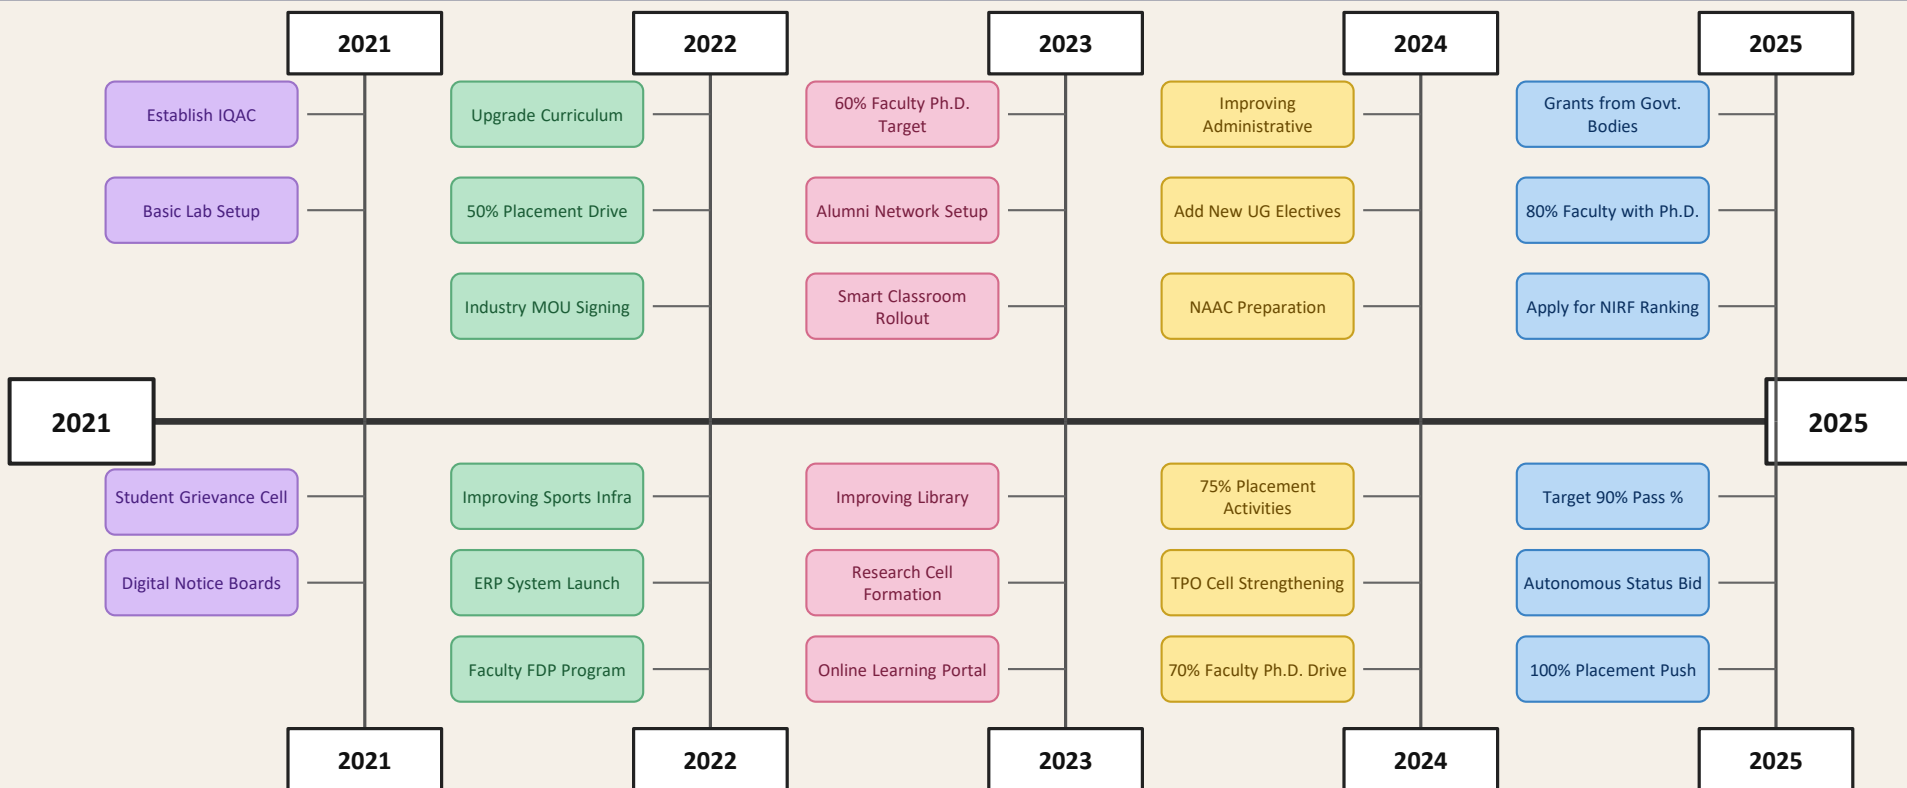 2021
2022
2023
2024
2025
Establish IQAC
Upgrade Curriculum
60% Faculty Ph.D.
Target
Improving
Administrative
Grants from Govt.
Bodies
Basic Lab Setup
50% Placement Drive
Alumni Network Setup
Add New UG Electives
80% Faculty with Ph.D.
Industry MOU Signing
Smart Classroom
Rollout
NAAC Preparation
Apply for NIRF Ranking
2021
2025
Student Grievance Cell
Improving Sports Infra
Improving Library
75% Placement
Activities
Target 90% Pass %
Digital Notice Boards
ERP System Launch
Research Cell
Formation
TPO Cell Strengthening
Autonomous Status Bid
Faculty FDP Program
Online Learning Portal
70% Faculty Ph.D. Drive
100% Placement Push
2021
2022
2023
2024
2025